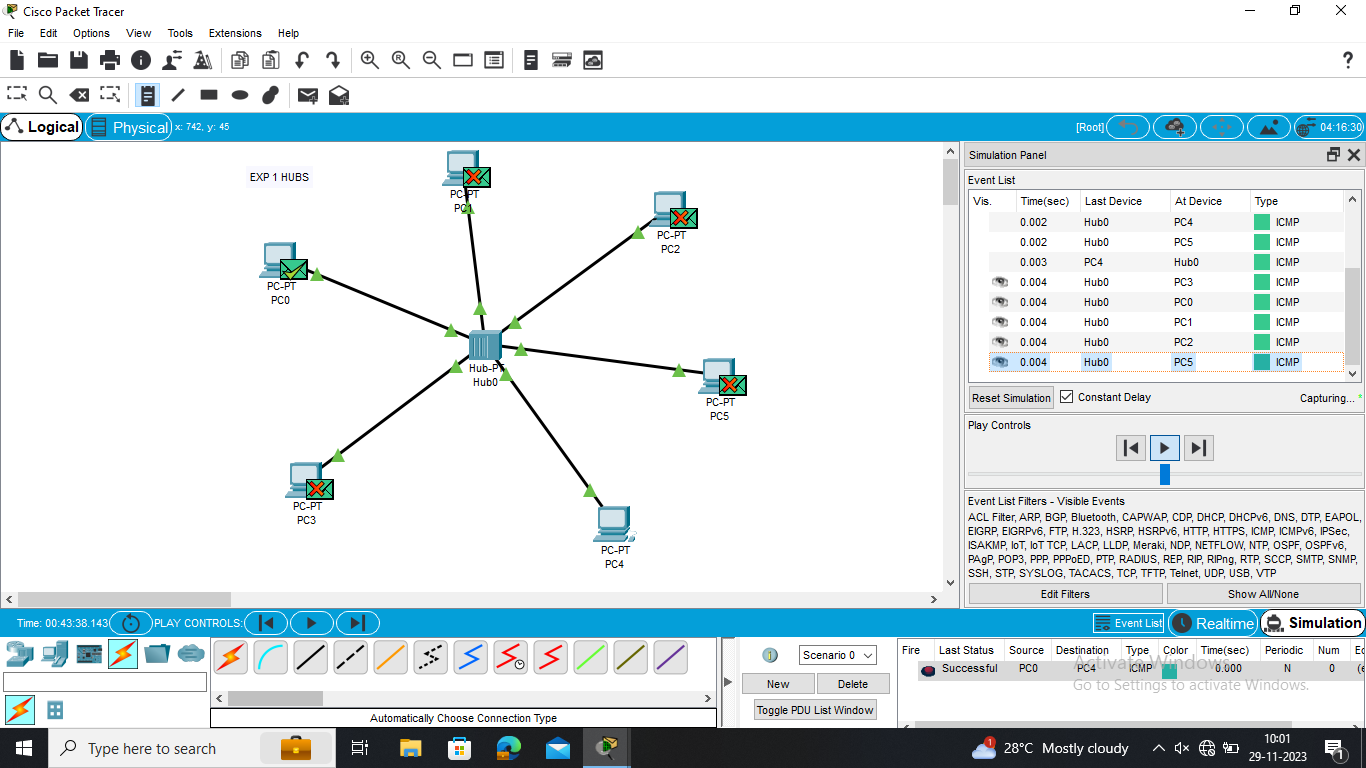 Cisco Packet Tracer
File Edit Options View Tools Extensions Help
?
Logical Physical x: 742, y: 45 [Root] 04:16:30
EXP 1 HUBS
PC-PT
PC1
PC-PT
PC2
PC-PT
PC0
Hub-PT
Hub0
PC-PT
PC5
PC-PT
PC3
PC-PT
PC4
Simulation Panel
Event List
Vis. Time(sec) Last Device At Device Type
0.002 Hub0 PC4 ICMP
0.002 Hub0 PC5 ICMP
0.003 PC4 Hub0 ICMP
0.004 Hub0 PC3 ICMP
0.004 Hub0 PC0 ICMP
0.004 Hub0 PC1 ICMP
0.004 Hub0 PC2 ICMP
0.004 Hub0 PC5 ICMP
Reset Simulation Constant Delay Capturing... *
Play Controls
Event List Filters - Visible Events
ACL Filter, ARP, BGP, Bluetooth, CAPWAP, CDP, DHCP, DHCPv6, DNS, DTP, EAPOL,
EIGRP, EIGRPv6, FTP, H.323, HSRP, HSRPv6, HTTP, HTTPS, ICMP, ICMPv6, IPSec,
ISAKMP, IoT, IoT TCP, LACP, LLDP, Meraki, NDP, NETFLOW, NTP, OSPF, OSPFv6,
PAgP, POP3, PPP, PPPoED, PTP, RADIUS, REP, RIP, RIPng, RTP, SCCP, SMTP, SNMP,
SSH, STP, SYSLOG, TACACS, TCP, TFTP, Telnet, UDP, USB, VTP
Edit Filters Show All/None
Time: 00:43:38.143 PLAY CONTROLS: Event List Realtime Simulation
Scenario 0
New Delete
Toggle PDU List Window
Fire Last Status Source Destination Type Color Time(sec) Periodic Num Ed
Successful PC0 PC4 ICMP 0.000 N 0 (e
Activate Windows
Go to Settings to activate Windows.
Automatically Choose Connection Type
Type here to search
1 28°C Mostly cloudy 10:01
29-11-2023 1